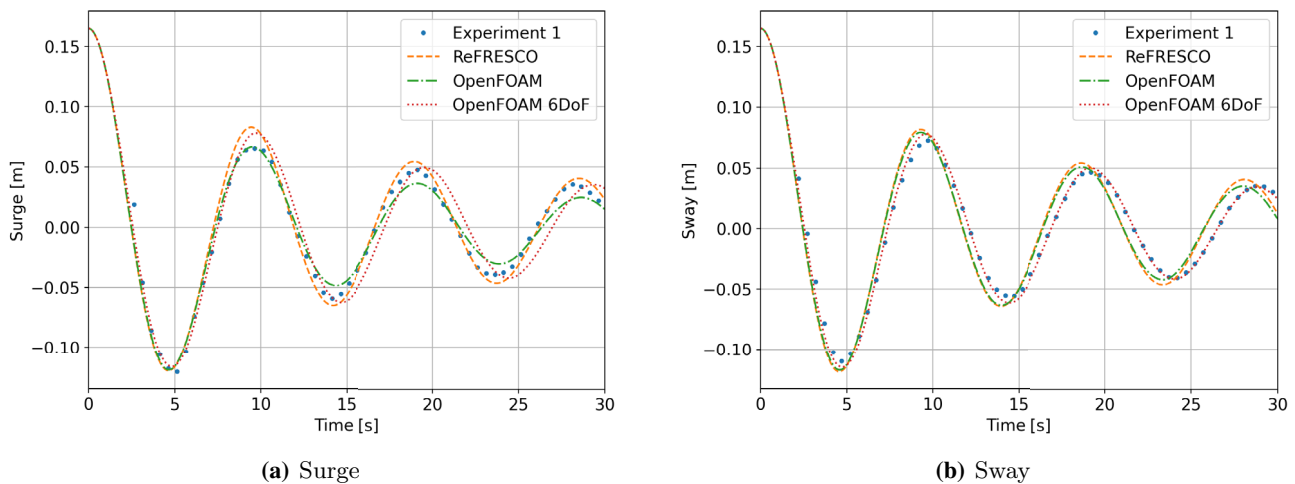 Experiment 1
ReFRESCO
OpenFOAM
OpenFOAM 6DoF
0.15
0.10
0.05
0.00
−0.05
−0.10
Surge [m]
0 5 10 15 20 25 30
Time [s]
(a) Surge
Experiment 1
ReFRESCO
OpenFOAM
OpenFOAM 6DoF
0.15
0.10
0.05
0.00
−0.05
−0.10
Sway [m]
0 5 10 15 20 25 30
Time [s]
(b) Sway